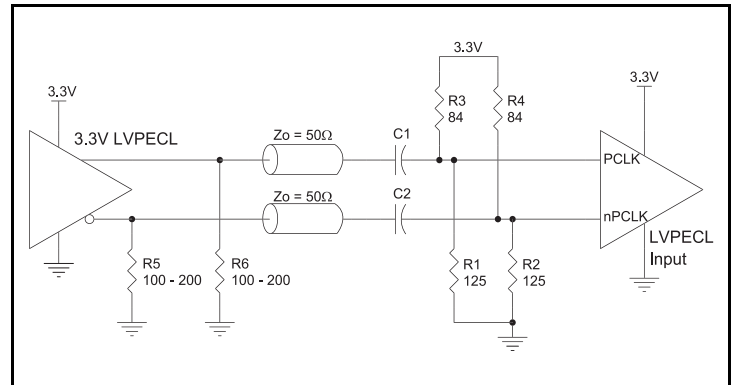 3.3V
3.3V
3.3V
R3
84
R4
84
3.3V LVPECL
Zo = 50Ω
C1
PCLK
Zo = 50Ω
C2
nPCLK
LVPECL
Input
R5
100 - 200
R6
100 - 200
R1
125
R2
125